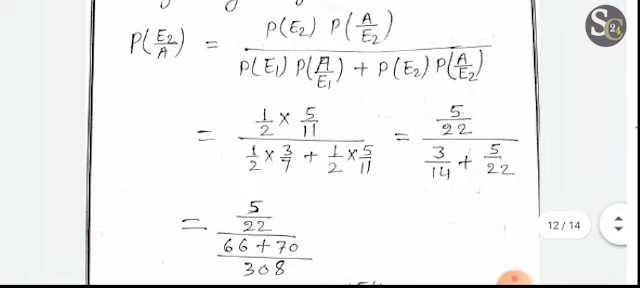 SC 24
P(E2/A) = P(E2) P(A/E2) / P(E1) P(A/E1) + P(E2) P(A/E2)
= 1/2 × 5/11 / 1/2 × 3/7 + 1/2 × 5/11 = 5/22 / 3/14 + 5/22
= 5/22 / 66+70/308
12/14